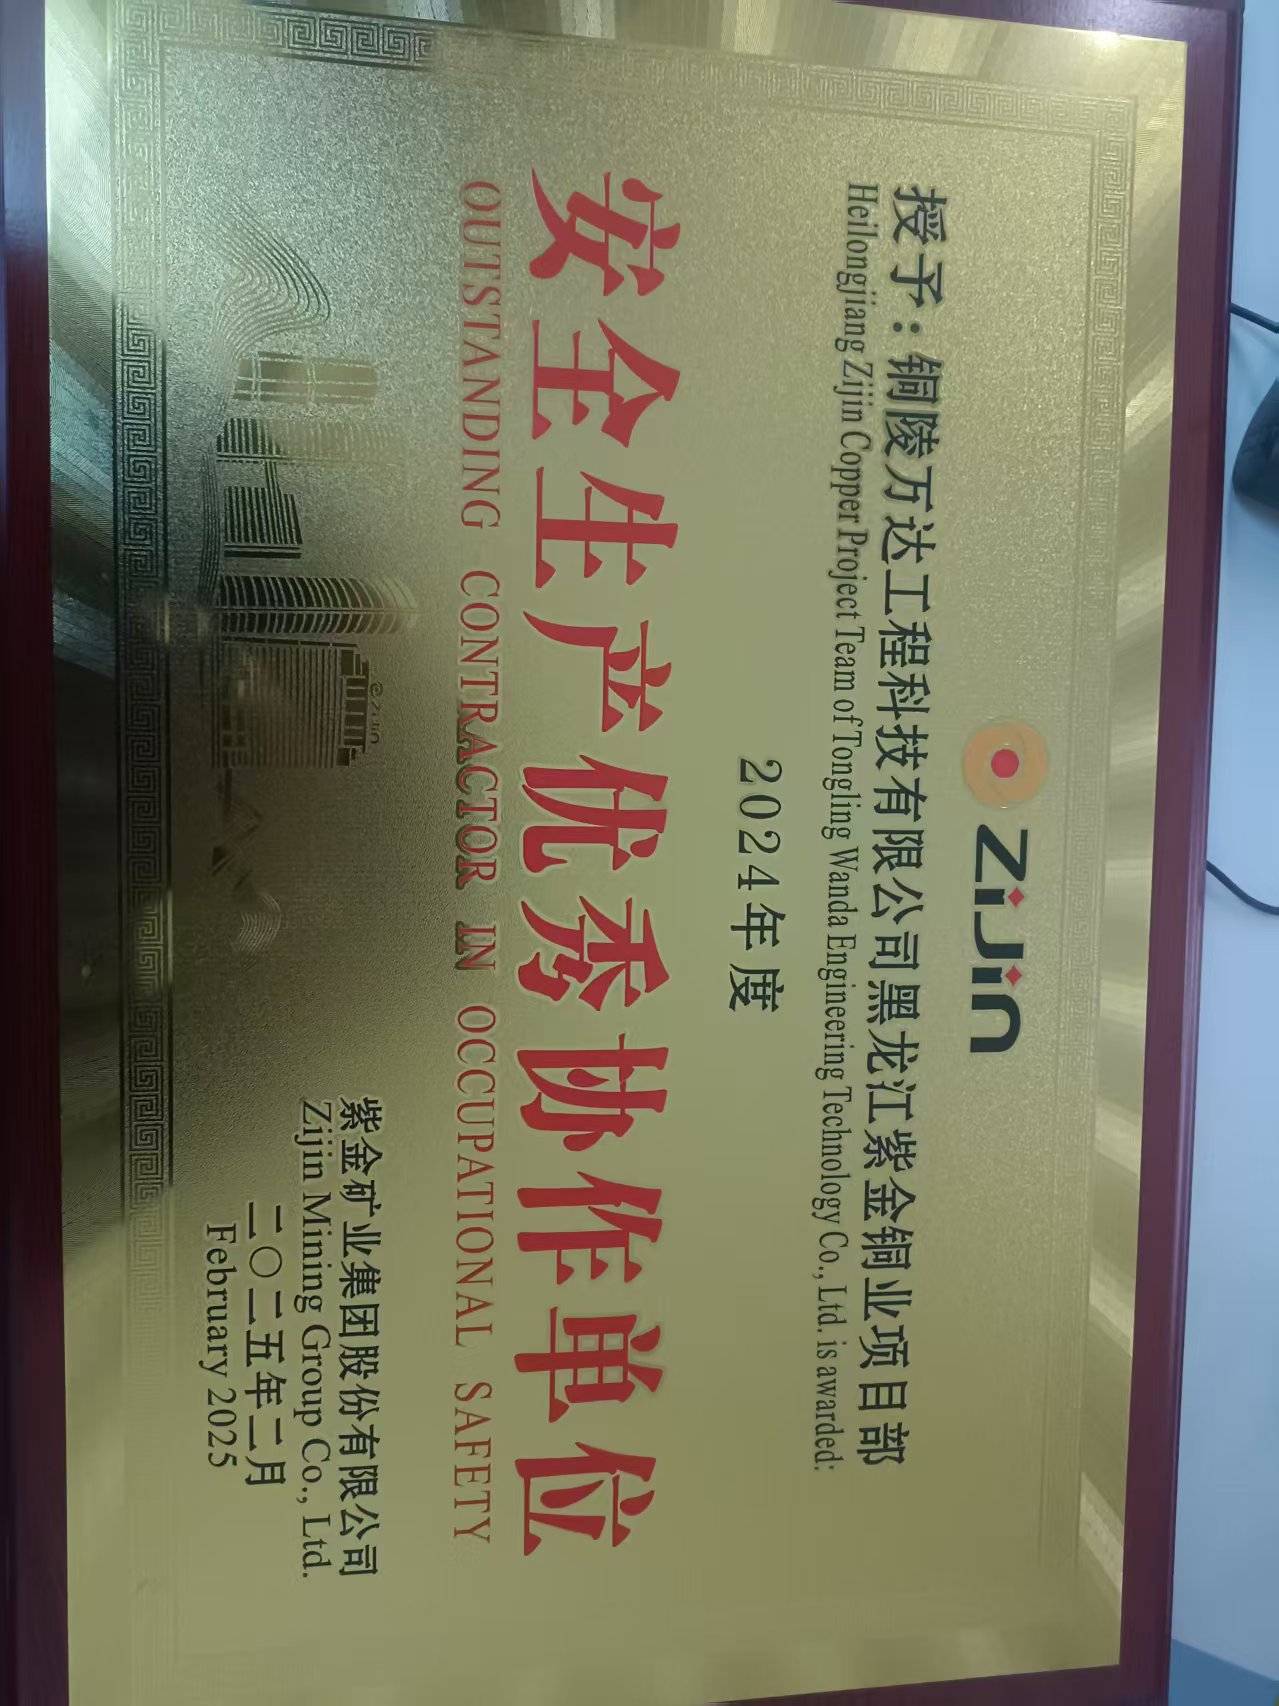 ZiJin
授予：铜陵万达工程科技有限公司黑龙江紫金铜业项目部
Heilongjiang Zijin Copper Project Team of Tongling Wanda Engineering Technology Co., Ltd. is awarded:
2024年度
安全生产优秀协作单位
OUTSTANDING CONTRACTOR IN OCCUPATIONAL SAFETY
ZiJin
紫金矿业集团股份有限公司
Zijin Mining Group Co., Ltd.
二〇二五年二月
February 2025